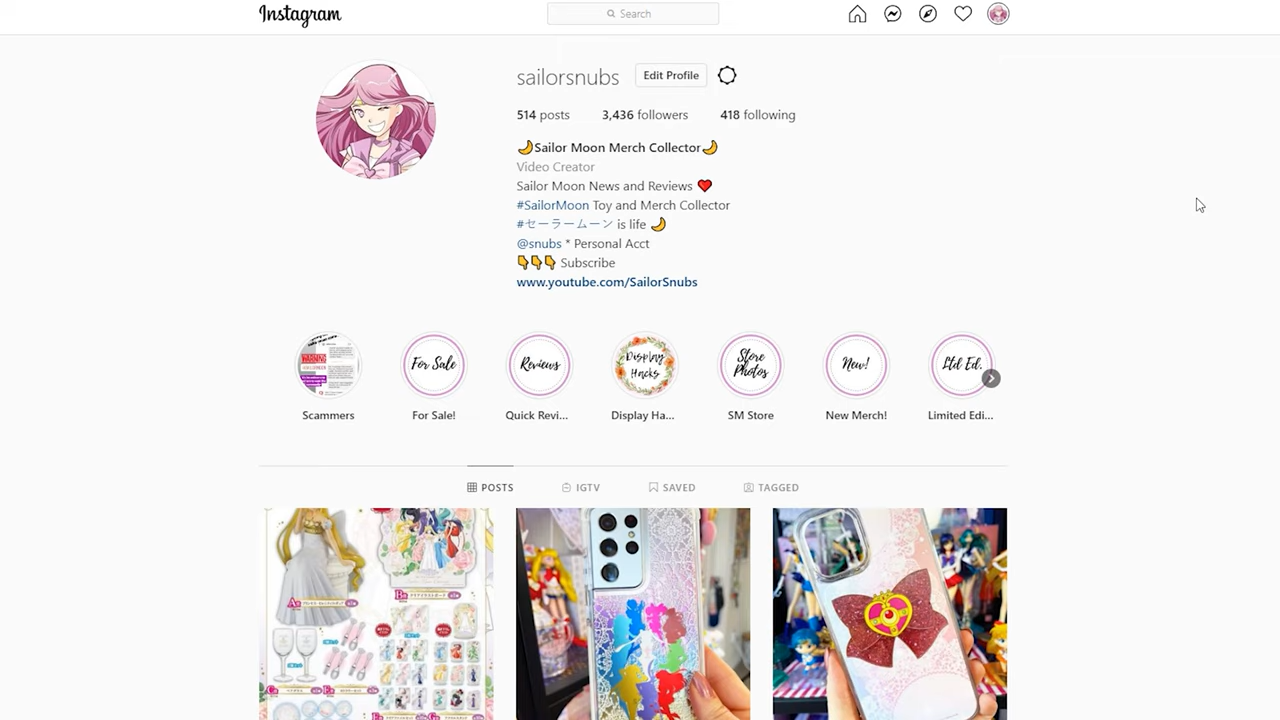 Instagram
Search
sailorsnubs
Edit Profile
514 posts 3,436 followers 418 following
🌙Sailor Moon Merch Collector🌙
Video Creator
Sailor Moon News and Reviews ❤️
#SailorMoon Toy and Merch Collector
#セーラームーン is life 🌙
@snubs * Personal Acct
👇👇👇 Subscribe
www.youtube.com/SailorSnubs
WARNING
For Sale
Reviews
Display
Hacks
Store
Photos
New!
Ltd Ed.
Scammers
For Sale!
Quick Revi...
Display Ha...
SM Store
New Merch!
Limited Edi...
POSTS
IGTV
SAVED
TAGGED